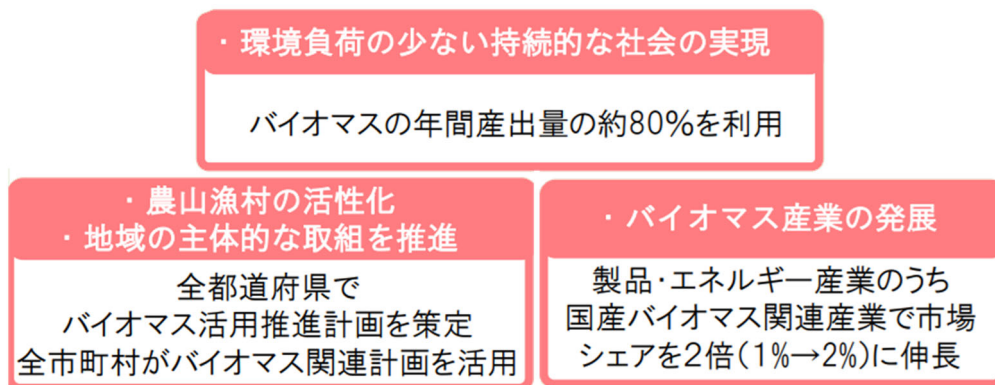 ・環境負荷の少ない持続的な社会の実現
バイオマスの年間産出量の約80％を利用
・農山漁村の活性化
・地域の主体的な取組を推進
全都道府県で
バイオマス活用推進計画を策定
全市町村がバイオマス関連計画を活用
・バイオマス産業の発展
製品・エネルギー産業のうち
国産バイオマス関連産業で市場
シェアを２倍（1％→2％）に伸長